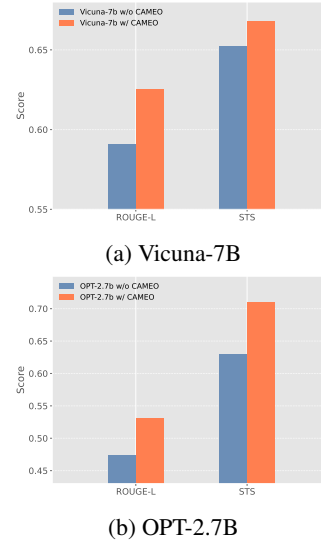 Vicuna-7b w/o CAMEO
Vicuna-7b w/ CAMEO
0.65
0.60
0.55
Score
ROUGE-L STS
(a) Vicuna-7B
OPT-2.7b w/o CAMEO
OPT-2.7b w/ CAMEO
0.70
0.65
0.60
0.55
0.50
0.45
Score
ROUGE-L STS
(b) OPT-2.7B